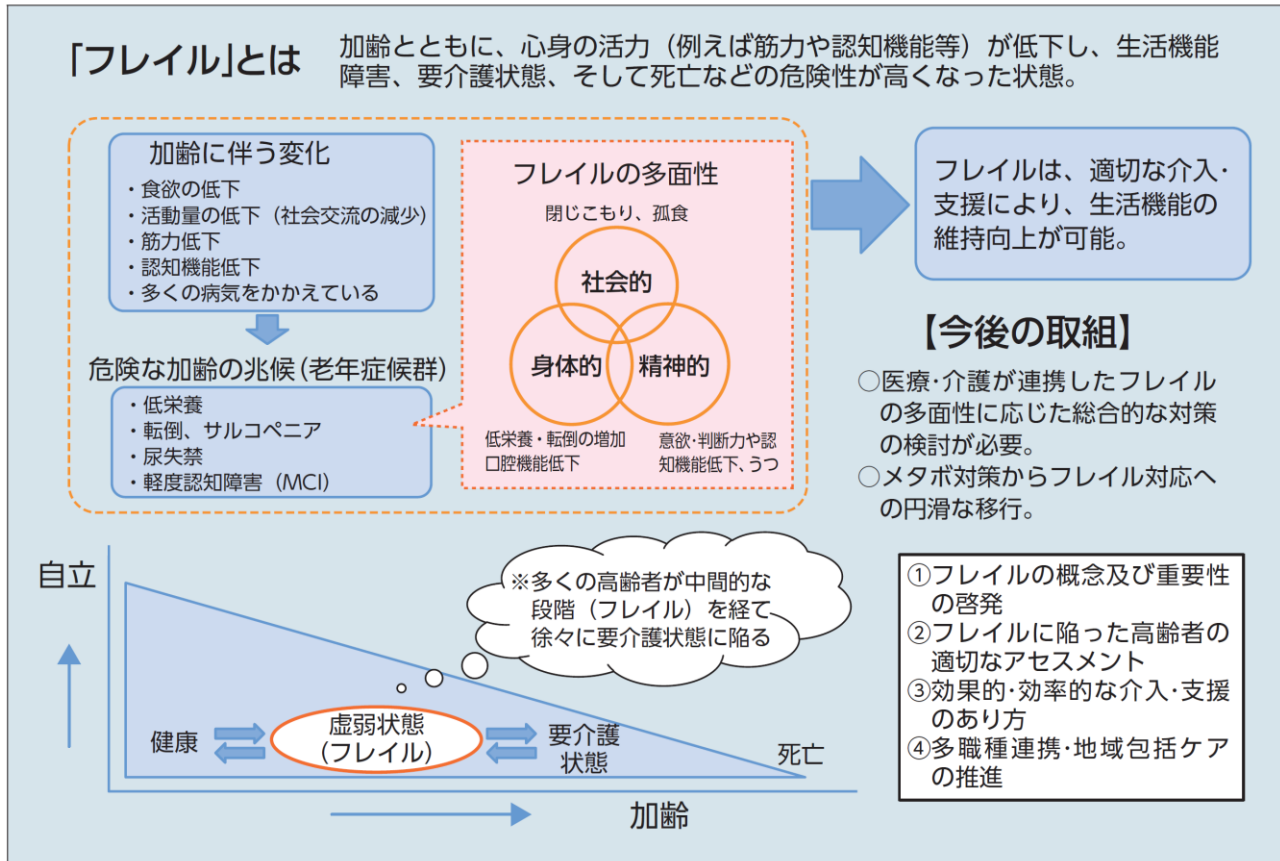 「フレイル」とは
加齢とともに、心身の活力（例えば筋力や認知機能等）が低下し、生活機能
障害、要介護状態、そして死亡などの危険性が高くなった状態。
加齢に伴う変化
・食欲の低下
・活動量の低下（社会交流の減少）
・筋力低下
・認知機能低下
・多くの病気をかかえている
危険な加齢の兆候(老年症候群)
・低栄養
・転倒、サルコペニア
・尿失禁
・軽度認知障害（MCI）
フレイルの多面性
閉じこもり、孤食
社会的
身体的
精神的
低栄養・転倒の増加
口腔機能低下
意欲・判断力や認
知機能低下、うつ
フレイルは、適切な介入・
支援により、生活機能の
維持向上が可能。
【今後の取組】
○医療・介護が連携したフレイル
の多面性に応じた総合的な対策
の検討が必要。
○メタボ対策からフレイル対応へ
の円滑な移行。
①フレイルの概念及び重要性
の啓発
②フレイルに陥った高齢者の
適切なアセスメント
③効果的・効率的な介入・支援
のあり方
④多職種連携・地域包括ケア
の推進
自立
※多くの高齢者が中間的な
段階（フレイル）を経て
徐々に要介護状態に陥る
健康
虚弱状態
(フレイル)
要介護
状態
死亡
加齢